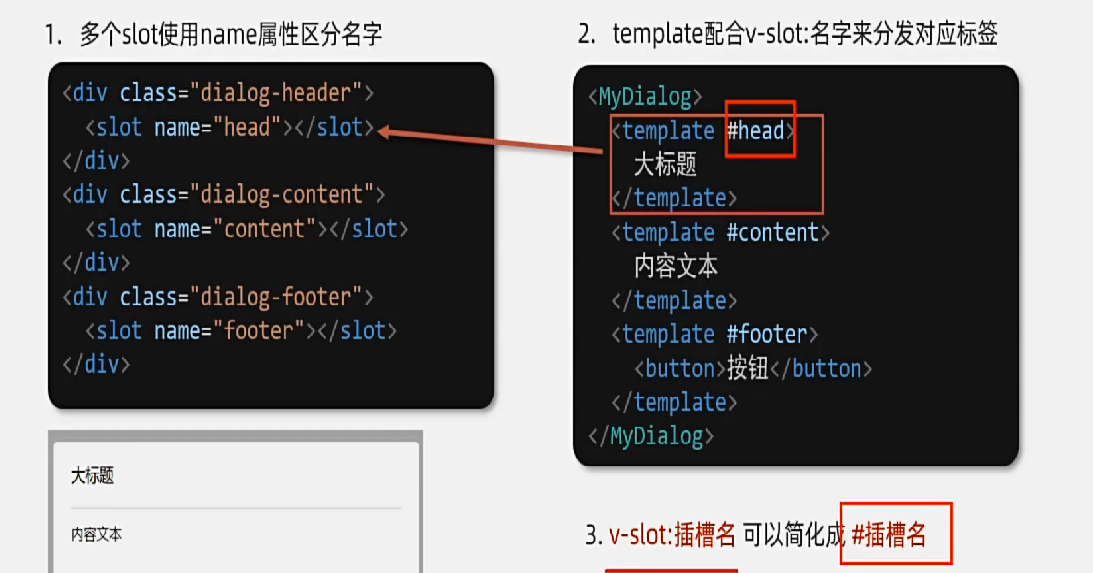 1. 多个slot使用name属性区分名字
<div class="dialog-header">
<slot name="head"></slot>
</div>
<div class="dialog-content">
<slot name="content"></slot>
</div>
<div class="dialog-footer">
<slot name="footer"></slot>
</div>
大标题
内容文本
2. template配合v-slot:名字来分发对应标签
<MyDialog>
<template #head>
大标题
</template>
<template #content>
内容文本
</template>
<template #footer>
<button>按钮</button>
</template>
</MyDialog>
3. v-slot:插槽名 可以简化成 #插槽名